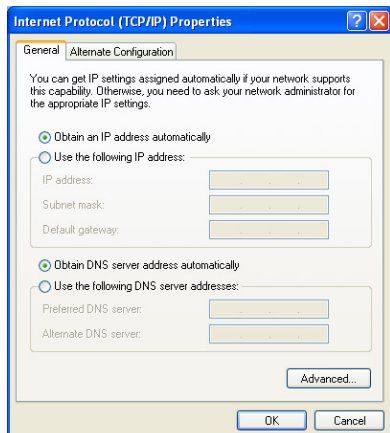 Internet Protocol (TCP/IP) Properties
General
Alternate Configuration
You can get IP settings assigned automatically if your network supports
this capability. Otherwise, you need to ask your network administrator for
the appropriate IP settings.
Obtain an IP address automatically
Use the following IP address:
IP address:
Subnet mask:
Default gateway:
Obtain DNS server address automatically
Use the following DNS server addresses:
Preferred DNS server:
Alternate DNS server:
Advanced...
OK
Cancel